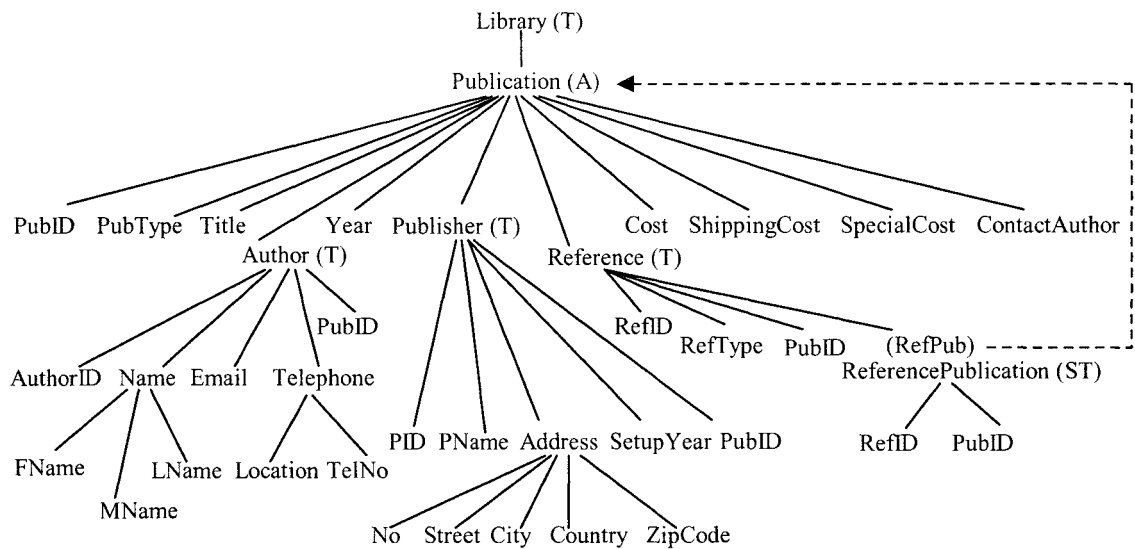 Library (T)
Publication (A)
PubID PubType Title Year Publisher (T) Cost ShippingCost SpecialCost ContactAuthor
Author (T) Reference (T)
PubID RefID
RefType PubID (RefPub)
AuthorID Name Email Telephone ReferencePublication (ST)
PID PName Address SetupYear PubID RefID PubID
FName LName Location TelNo
MName
No Street City Country ZipCode